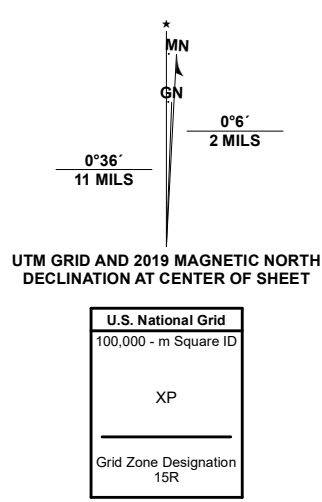 ★
MN
GN
0°6´
2 MILS
0°36´
11 MILS
UTM GRID AND 2019 MAGNETIC NORTH
DECLINATION AT CENTER OF SHEET
U.S. National Grid
100,000 - m Square ID
XP
Grid Zone Designation
15R